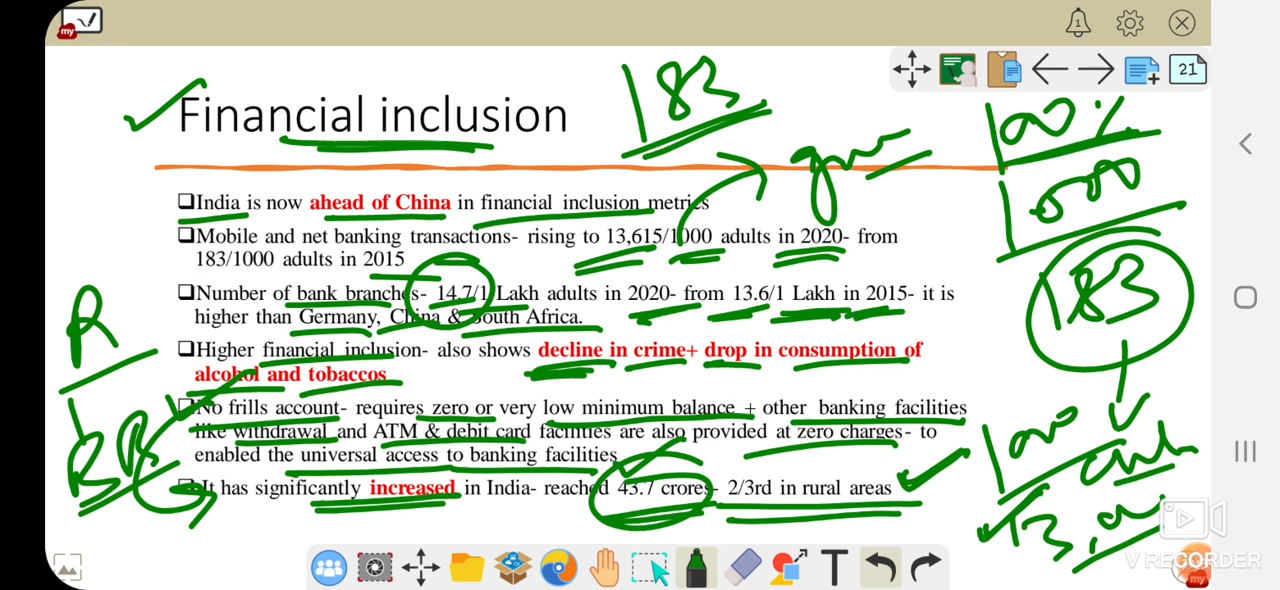 my
1
21
Financial inclusion
183
100%
1000
183
❑India is now ahead of China in financial inclusion metrics
❑Mobile and net banking transactions- rising to 13,615/1000 adults in 2020- from
183/1000 adults in 2015
❑Number of bank branches- 14.7/1 Lakh adults in 2020- from 13.6/1 Lakh in 2015- it is
higher than Germany, China & South Africa.
❑Higher financial inclusion- also shows decline in crime+ drop in consumption of
alcohol and tobaccos
❑No frills account- requires zero or very low minimum balance + other banking facilities
like withdrawal and ATM & debit card facilities are also provided at zero charges- to
enabled the universal access to banking facilities
❑It has significantly increased in India- reached 43.7 crores- 2/3rd in rural areas
R
V RECORDER
my